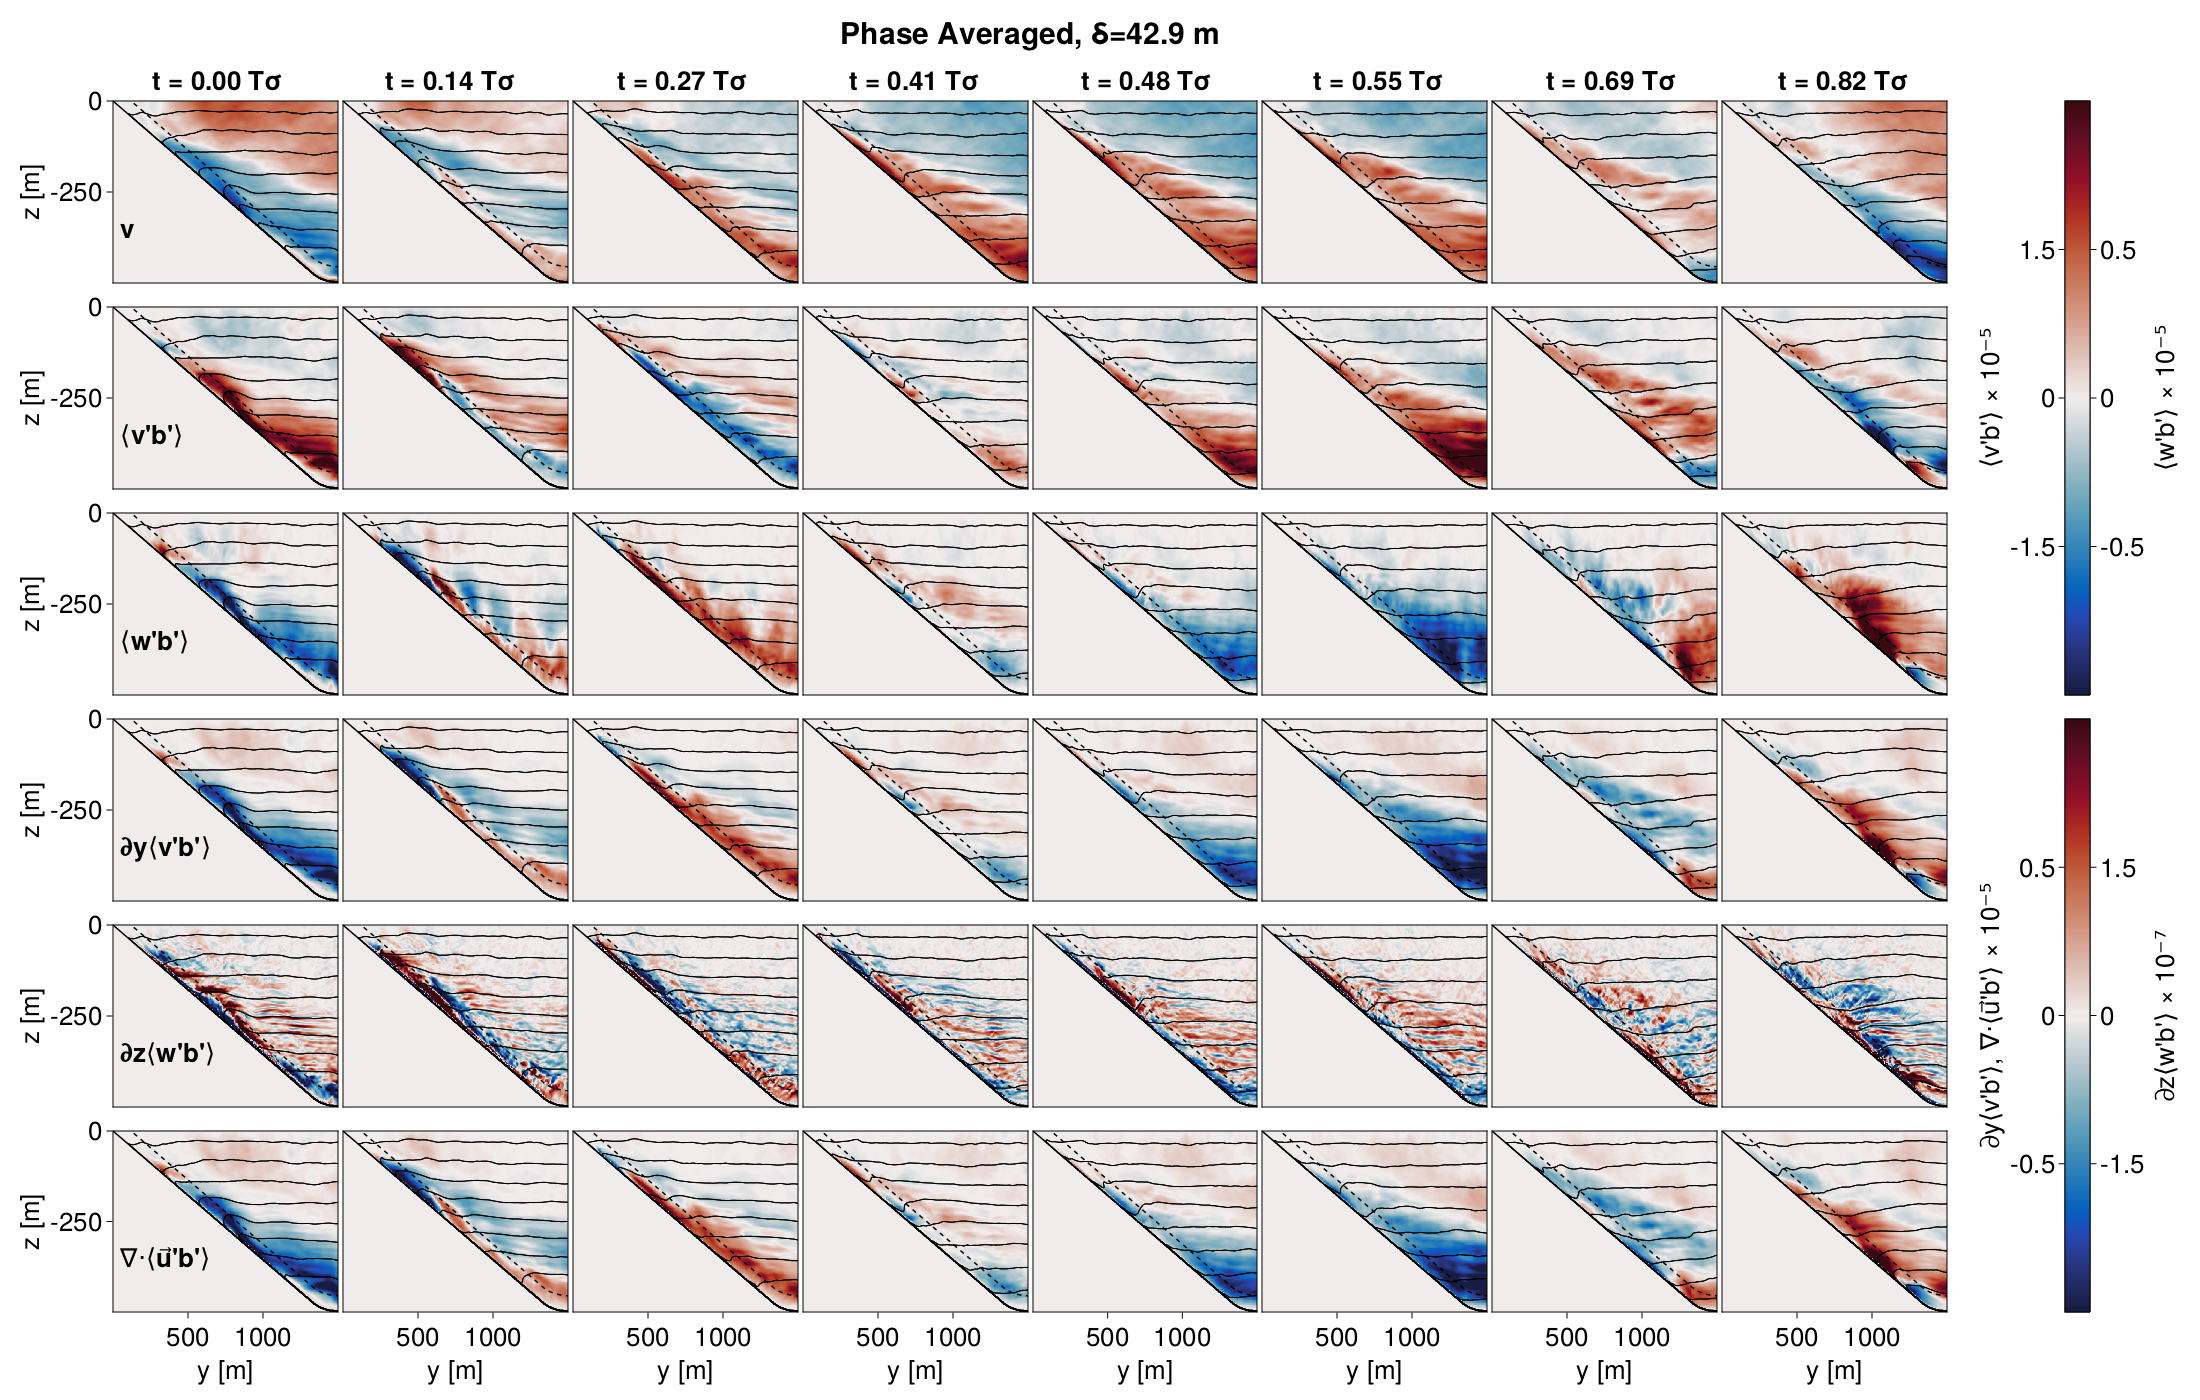 Phase Averaged, δ=42.9 m
t = 0.00 Tσ t = 0.14 Tσ t = 0.27 Tσ t = 0.41 Tσ t = 0.48 Tσ t = 0.55 Tσ t = 0.69 Tσ t = 0.82 Tσ
0
-250
z [m]
v
0
-250
z [m]
⟨v'b'⟩
0
-250
z [m]
⟨w'b'⟩
0
-250
z [m]
∂y⟨v'b'⟩
0
-250
z [m]
∂z⟨w'b'⟩
0
-250
z [m]
∇·⟨u⃗'b'⟩
500 1000 500 1000 500 1000 500 1000 500 1000 500 1000 500 1000 500 1000
y [m] y [m] y [m] y [m] y [m] y [m] y [m] y [m]
⟨v'b'⟩ × 10⁻⁵
1.5 0.5
0 0
-1.5 -0.5
⟨w'b'⟩ × 10⁻⁵
∂y⟨v'b'⟩, ∇·⟨u⃗'b'⟩ × 10⁻⁵
0.5 1.5
0 0
-0.5 -1.5
∂z⟨w'b'⟩ × 10⁻⁷